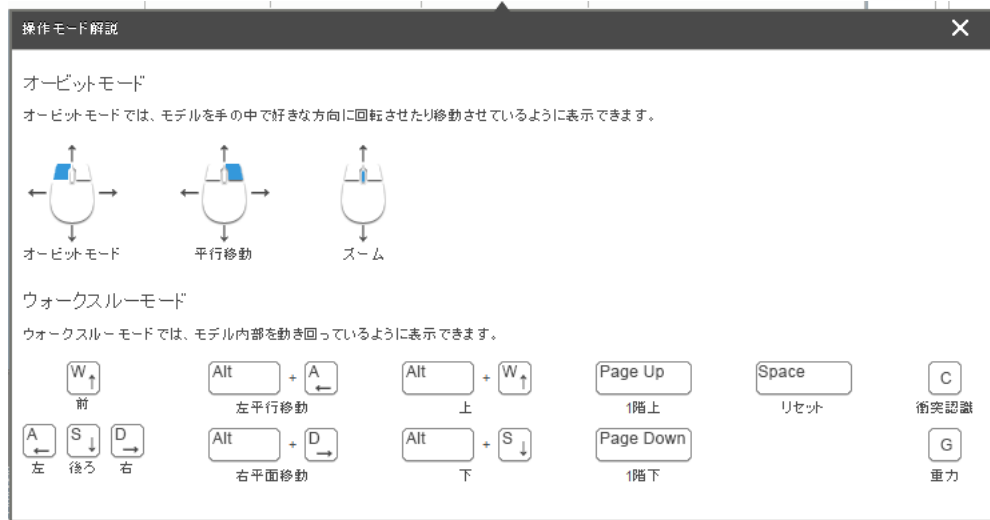 操作モード解説
オービットモード
オービットモードでは、モデルを手の中で好きな方向に回転させたり移動させているように表示できます。
オービットモード 平行移動 ズーム
ウォークスルーモード
ウォークスルーモードでは、モデル内部を動き回っているように表示できます。
W↑ Alt + A← Alt + W↑ Page Up Space C
前 左平行移動 上 1階上 リセット 衝突認識
A← S↓ D→ Alt + D→ Alt + S↓ Page Down G
左 後ろ 右 右平面移動 下 1階下 重力